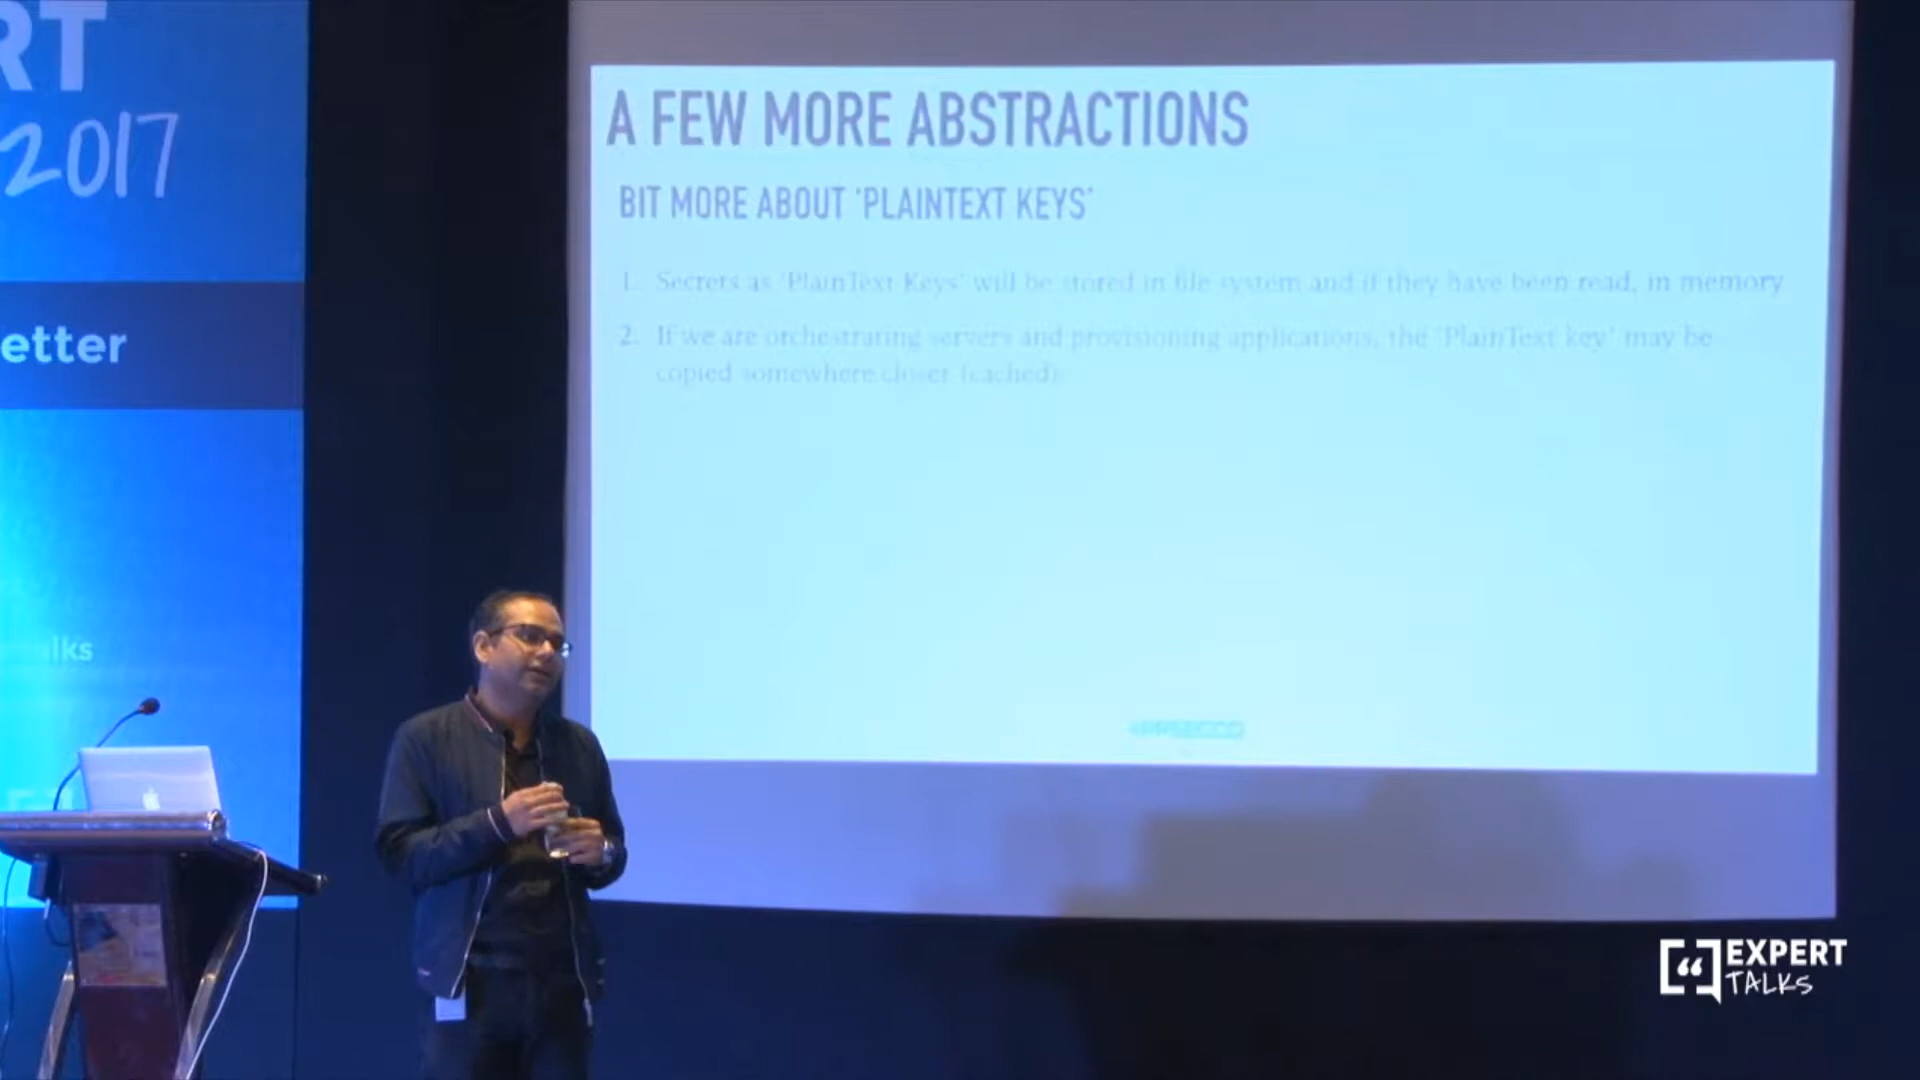 RT
2017
etter
lks
A FEW MORE ABSTRACTIONS
BIT MORE ABOUT 'PLAINTEXT KEYS'
1. Secrets as 'PlainText Keys' will be stored in file system and if they have been read, in memory
2. If we are orchestrating servers and provisioning applications, the 'PlainText key' may be
copied somewhere closer (cached).
EXPERT
TALKS